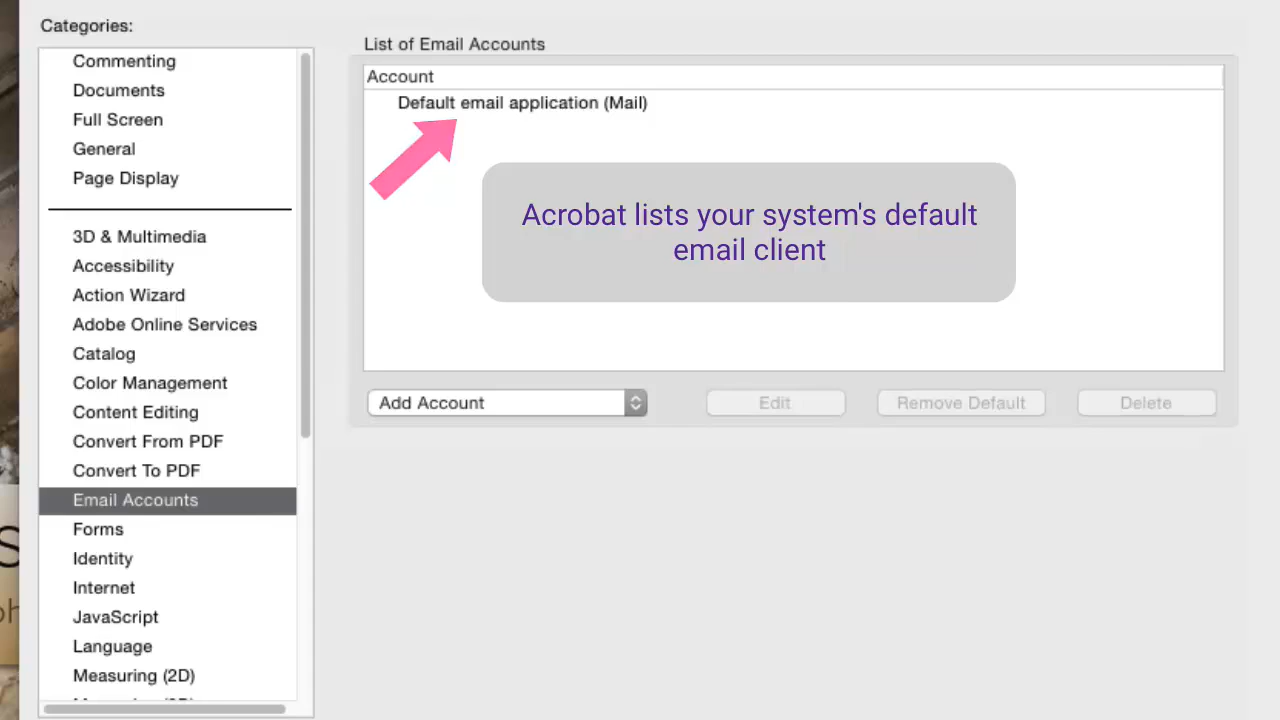 Categories:
Commenting
Documents
Full Screen
General
Page Display
3D & Multimedia
Accessibility
Action Wizard
Adobe Online Services
Catalog
Color Management
Content Editing
Convert From PDF
Convert To PDF
Email Accounts
Forms
Identity
Internet
JavaScript
Language
Measuring (2D)
List of Email Accounts
Account
Default email application (Mail)
Acrobat lists your system's default
email client
Add Account
Edit
Remove Default
Delete